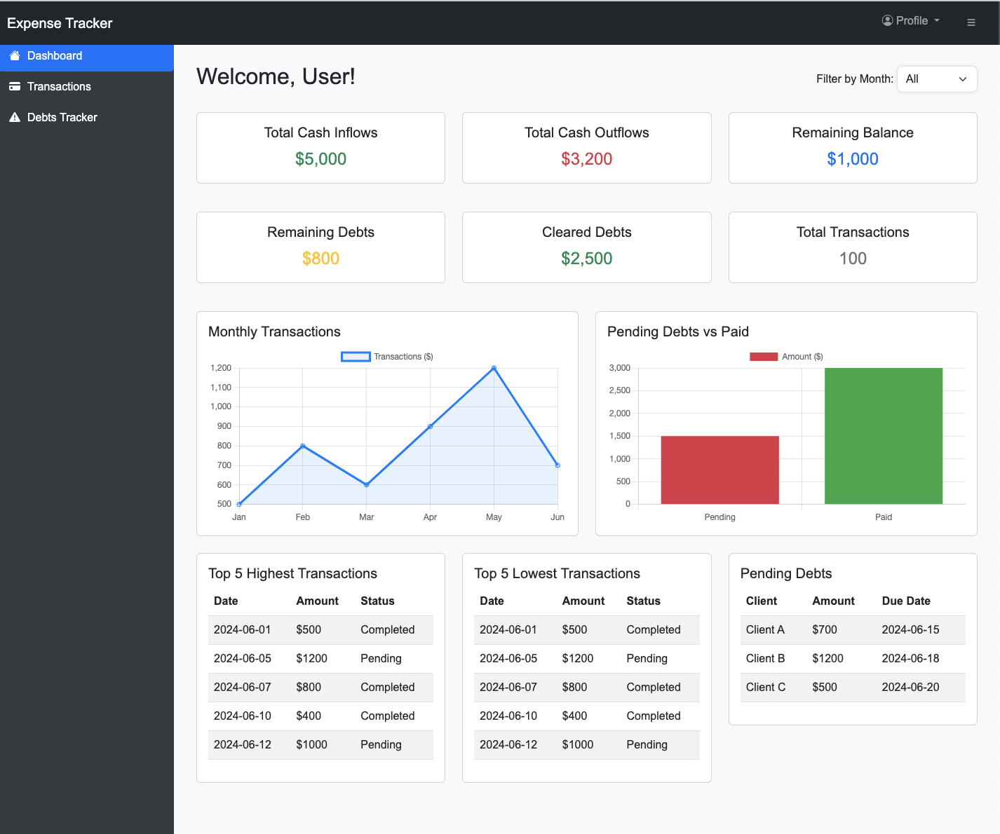 Expense Tracker
Profile
Dashboard
Transactions
Debts Tracker
Welcome, User!
Filter by Month: All
Total Cash Inflows
$5,000
Total Cash Outflows
$3,200
Remaining Balance
$1,000
Remaining Debts
$800
Cleared Debts
$2,500
Total Transactions
100
Monthly Transactions
Transactions ($)
1,200
1,100
1,000
900
800
700
600
500
Jan Feb Mar Apr May Jun
Pending Debts vs Paid
Amount ($)
3,000
2,500
2,000
1,500
1,000
500
0
Pending Paid
Top 5 Highest Transactions
Date Amount Status
2024-06-01 $500 Completed
2024-06-05 $1200 Pending
2024-06-07 $800 Completed
2024-06-10 $400 Completed
2024-06-12 $1000 Pending
Top 5 Lowest Transactions
Date Amount Status
2024-06-01 $500 Completed
2024-06-05 $1200 Pending
2024-06-07 $800 Completed
2024-06-10 $400 Completed
2024-06-12 $1000 Pending
Pending Debts
Client Amount Due Date
Client A $700 2024-06-15
Client B $1200 2024-06-18
Client C $500 2024-06-20